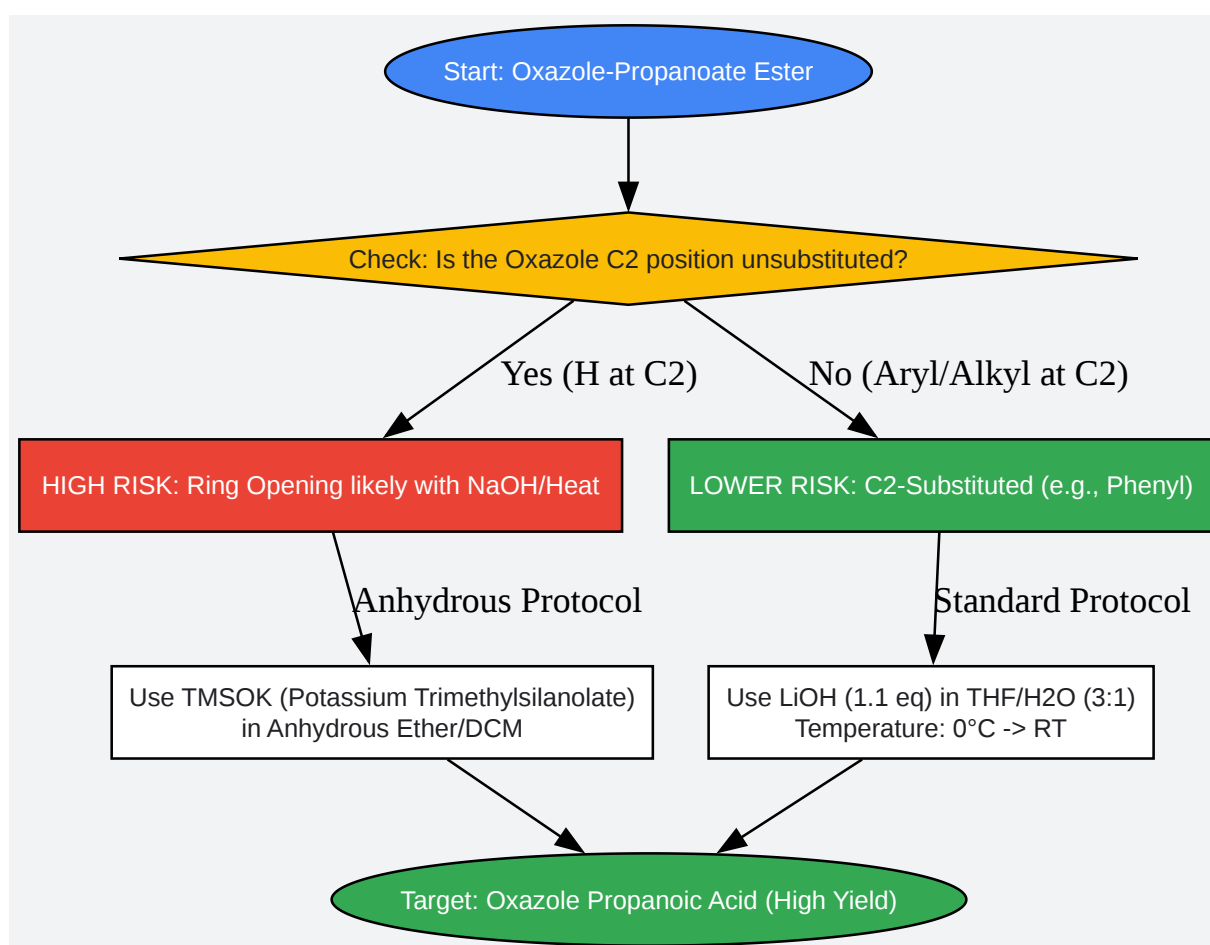 Start: Oxazole-Propanoate Ester
Check: Is the Oxazole C2 position unsubstituted?
Yes (H at C2)
No (Aryl/Alkyl at C2)
HIGH RISK: Ring Opening likely with NaOH/Heat
LOWER RISK: C2-Substituted (e.g., Phenyl)
Anhydrous Protocol
Standard Protocol
Use TMSOK (Potassium Trimethylsilanolate)
in Anhydrous Ether/DCM
Use LiOH (1.1 eq) in THF/H2O (3:1)
Temperature: 0°C -> RT
Target: Oxazole Propanoic Acid (High Yield)